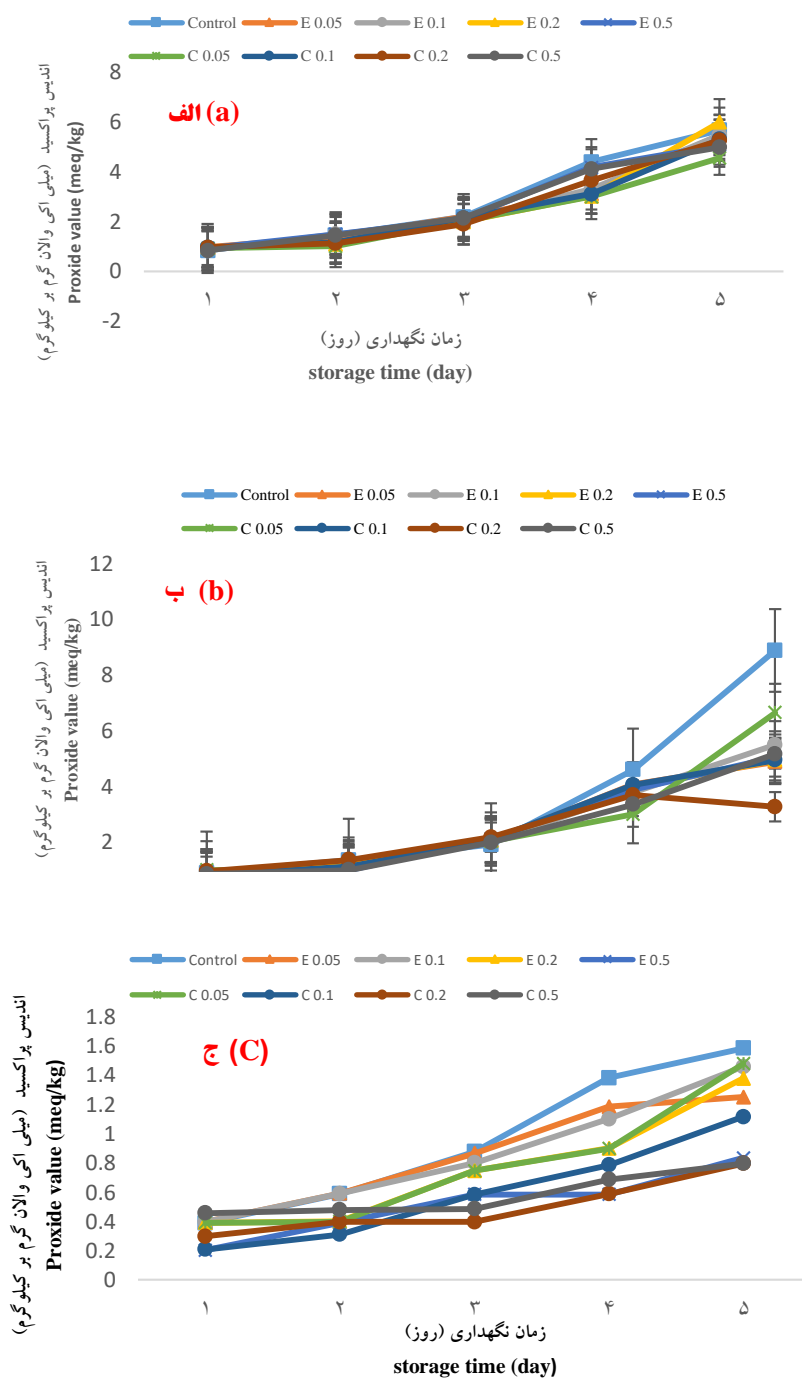 Control E 0.05 E 0.1 E 0.2 E 0.5
C 0.05 C 0.1 C 0.2 C 0.5
اندیس پراکسید (میلی اکی والان گرم بر کیلوگرم)
Proxide value (meq/kg)
الف (a)
8
6
4
2
0
-2
۱ ۲ ۳ ۴ ۵
زمان نگهداری (روز)
storage time (day)
Control E 0.05 E 0.1 E 0.2 E 0.5
C 0.05 C 0.1 C 0.2 C 0.5
اندیس پراکسید (میلی اکی والان گرم بر کیلوگرم)
Proxide value (meq/kg)
ب (b)
12
10
8
6
4
2
Control E 0.05 E 0.1 E 0.2 E 0.5
C 0.05 C 0.1 C 0.2 C 0.5
اندیس پراکسید (میلی اکی والان گرم بر کیلوگرم)
Proxide value (meq/kg)
ج (C)
1.8
1.6
1.4
1.2
1
0.8
0.6
0.4
0.2
0
۱ ۲ ۳ ۴ ۵
زمان نگهداری (روز)
storage time (day)